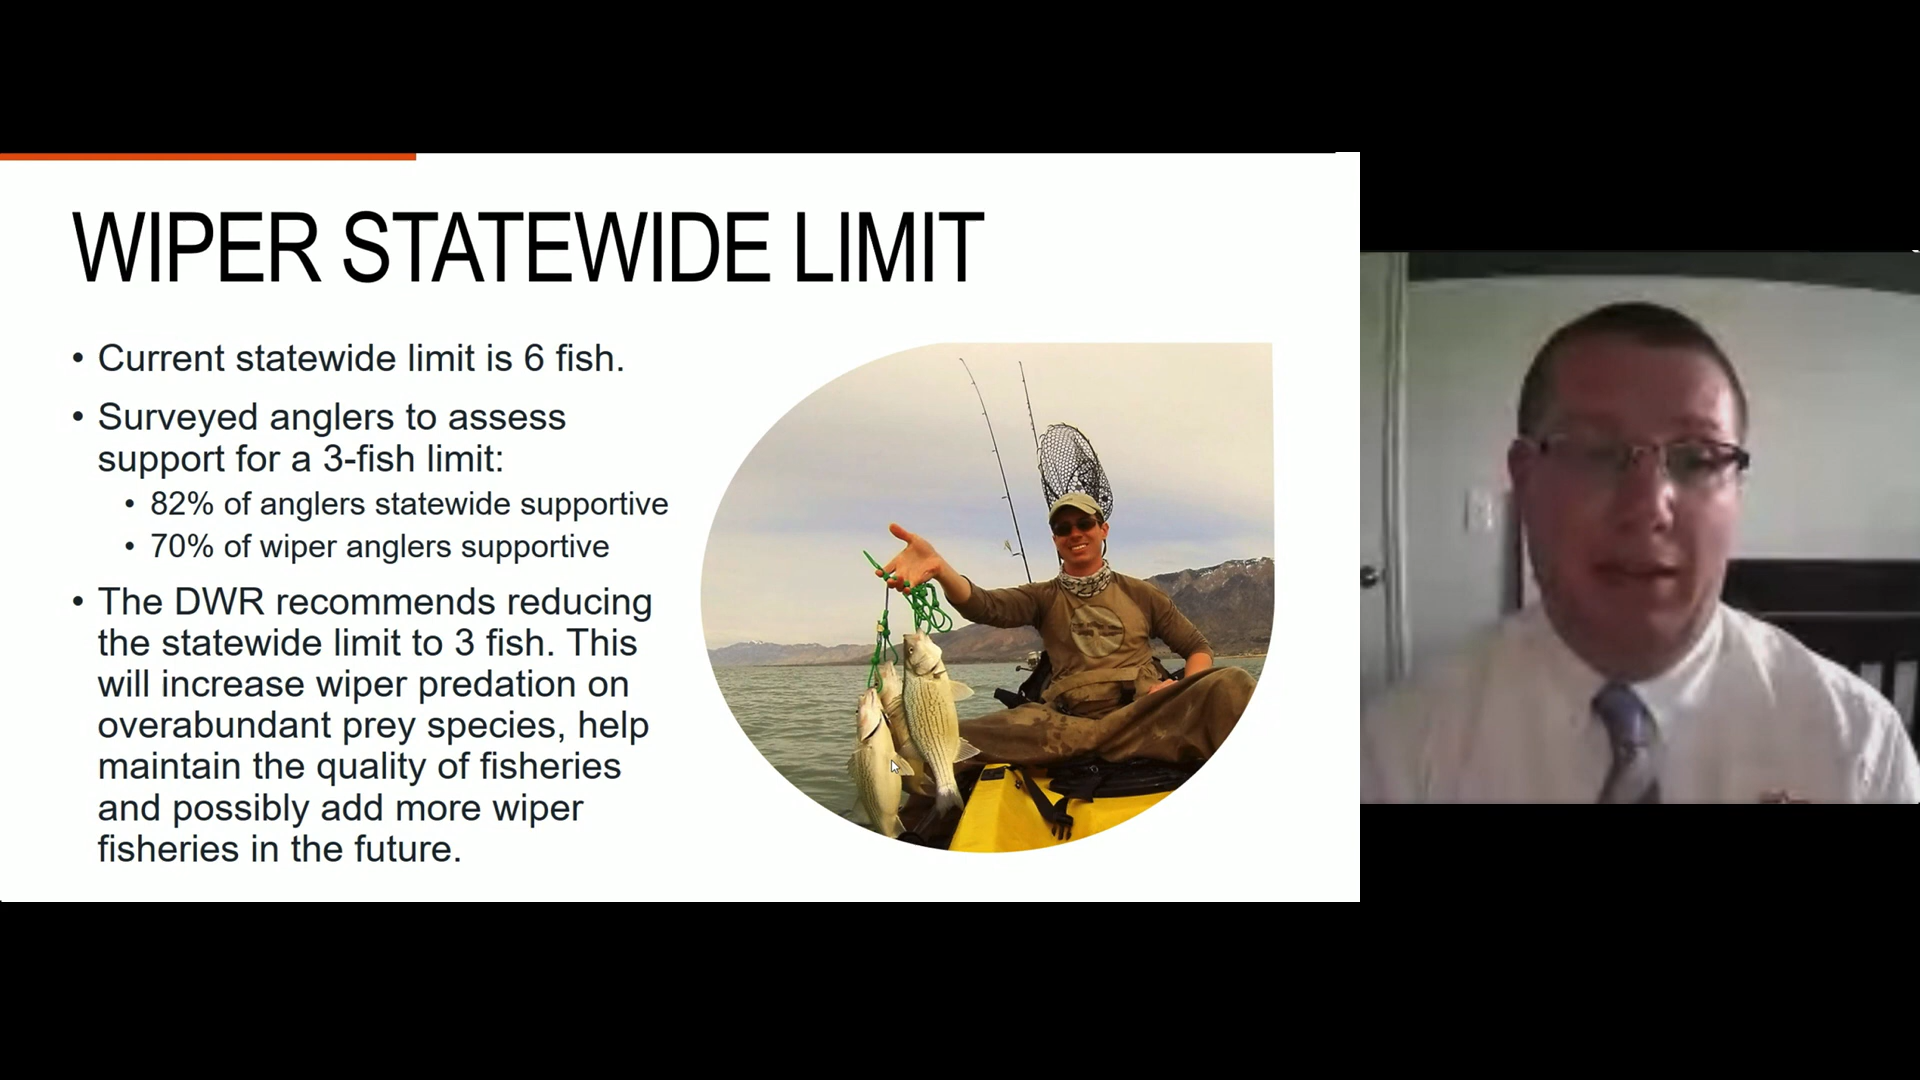 WIPER STATEWIDE LIMIT
• Current statewide limit is 6 fish.
• Surveyed anglers to assess
support for a 3-fish limit:
• 82% of anglers statewide supportive
• 70% of wiper anglers supportive
• The DWR recommends reducing
the statewide limit to 3 fish. This
will increase wiper predation on
overabundant prey species, help
maintain the quality of fisheries
and possibly add more wiper
fisheries in the future.